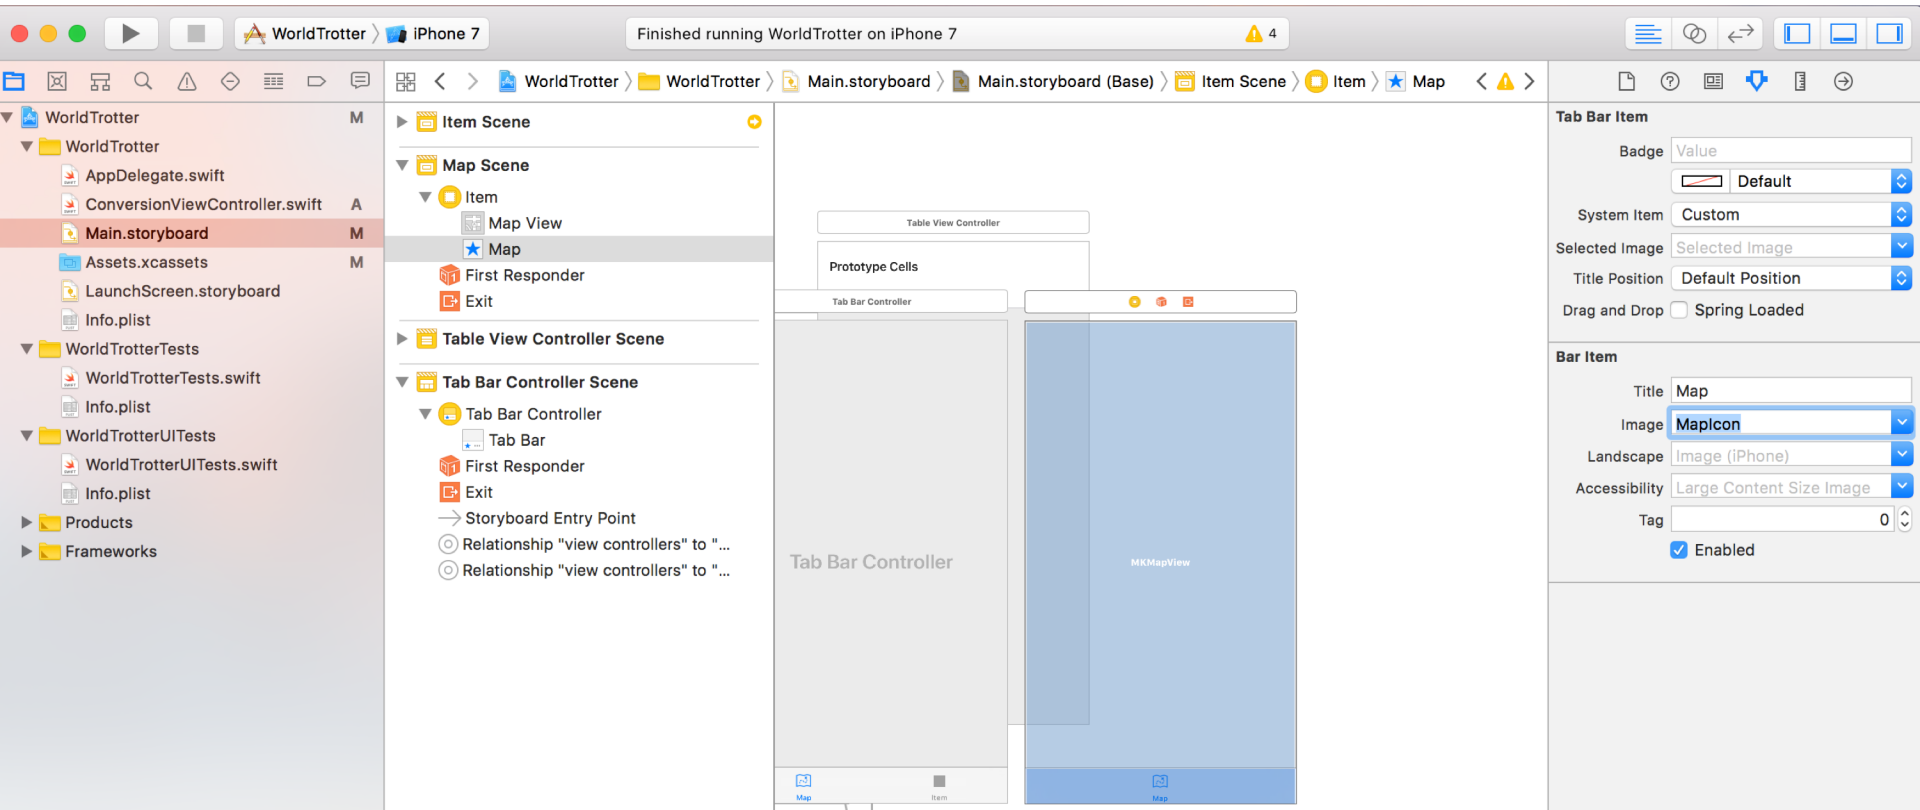 WorldTrotter
iPhone 7
Finished running WorldTrotter on iPhone 7
4
WorldTrotter
WorldTrotter
Main.storyboard
Main.storyboard (Base)
Item Scene
Item
Map
WorldTrotter M
WorldTrotter
AppDelegate.swift
ConversionViewController.swift A
Main.storyboard M
Assets.xcassets M
LaunchScreen.storyboard
Info.plist
WorldTrotterTests
WorldTrotterTests.swift
Info.plist
WorldTrotterUITests
WorldTrotterUITests.swift
Info.plist
Products
Frameworks
Item Scene
Map Scene
Item
Map View
Map
First Responder
Exit
Table View Controller Scene
Tab Bar Controller Scene
Tab Bar Controller
Tab Bar
First Responder
Exit
Storyboard Entry Point
Relationship "view controllers" to "...
Relationship "view controllers" to "...
Table View Controller
Prototype Cells
Tab Bar Controller
Tab Bar Controller
Map
Item
MKMapView
Map
Tab Bar Item
Badge Value
Default
System Item Custom
Selected Image Selected Image
Title Position Default Position
Drag and Drop Spring Loaded
Bar Item
Title Map
Image MapIcon
Landscape Image (iPhone)
Accessibility Large Content Size Image
Tag 0
Enabled